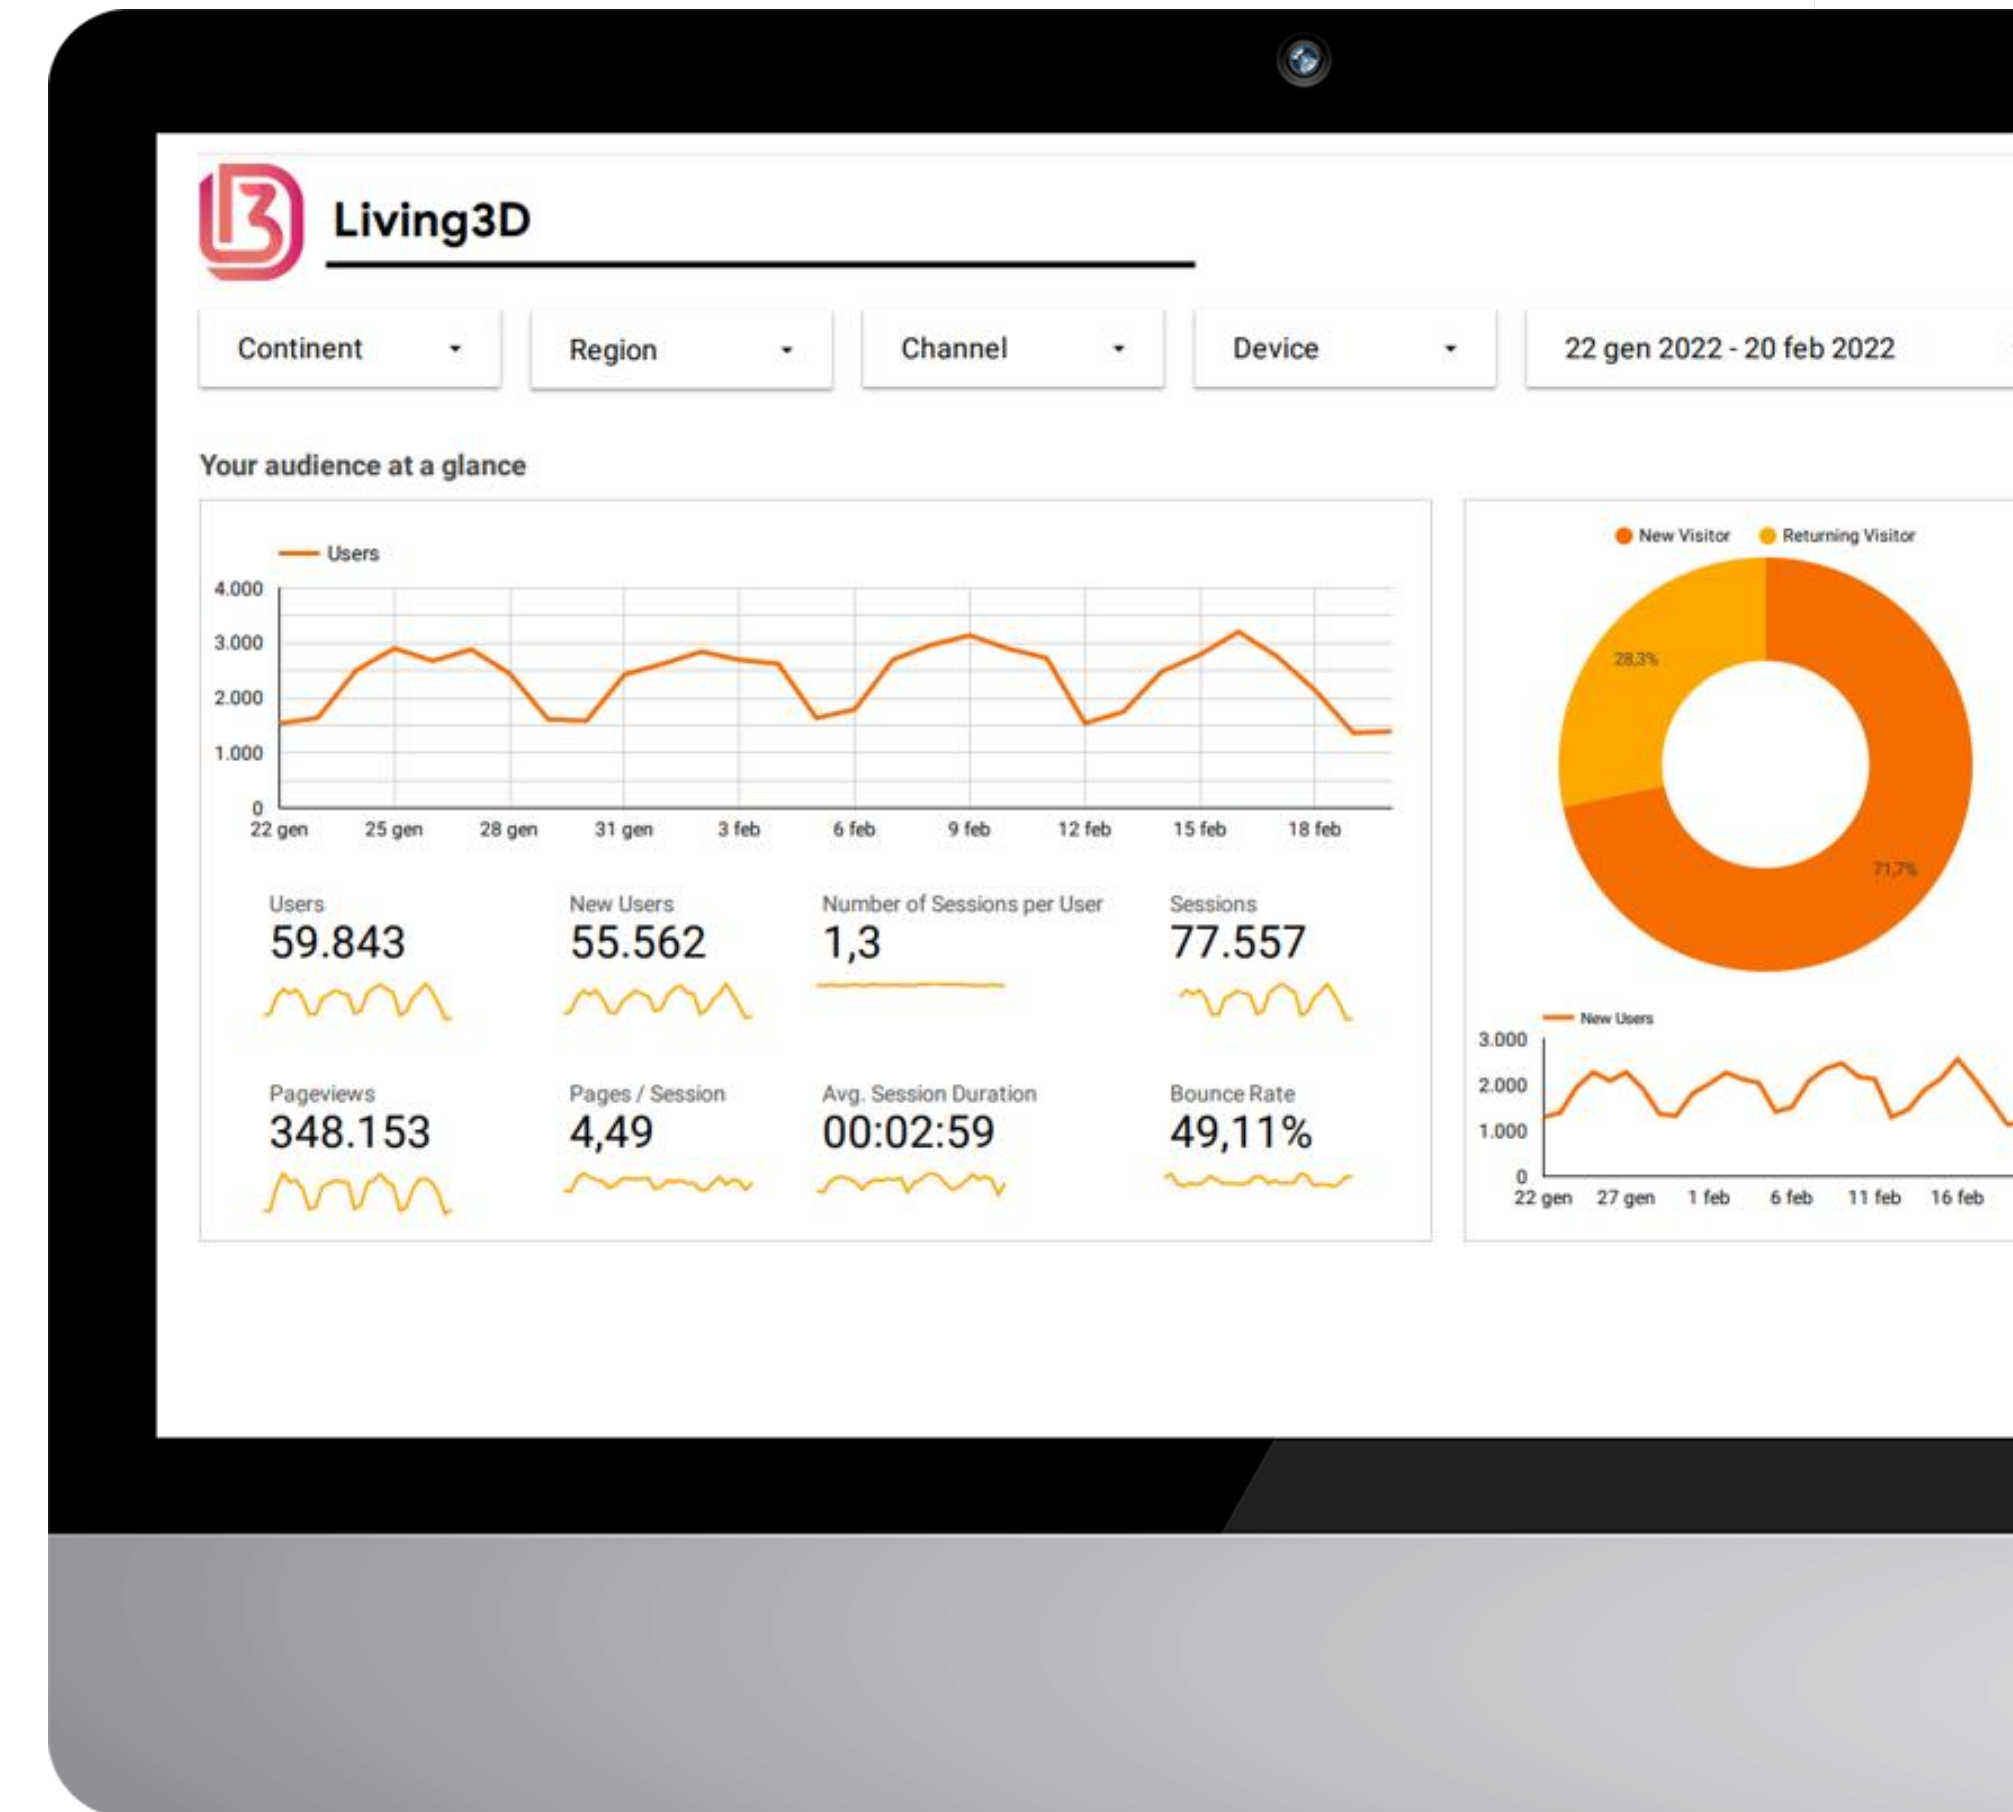 Living3D
Continent
Region
Channel
Device
22 gen 2022 - 20 feb 2022
Your audience at a glance
Users
4.000
3.000
2.000
1.000
0
22 gen 25 gen 28 gen 31 gen 3 feb 6 feb 9 feb 12 feb 15 feb 18 feb
Users
59.843
New Users
55.562
Number of Sessions per User
1,3
Sessions
77.557
Pageviews
348.153
Pages / Session
4,49
Avg. Session Duration
00:02:59
Bounce Rate
49,11%
New Visitor Returning Visitor
28,3%
71,7%
New Users
3.000
2.000
1.000
0
22 gen 27 gen 1 feb 6 feb 11 feb 16 feb